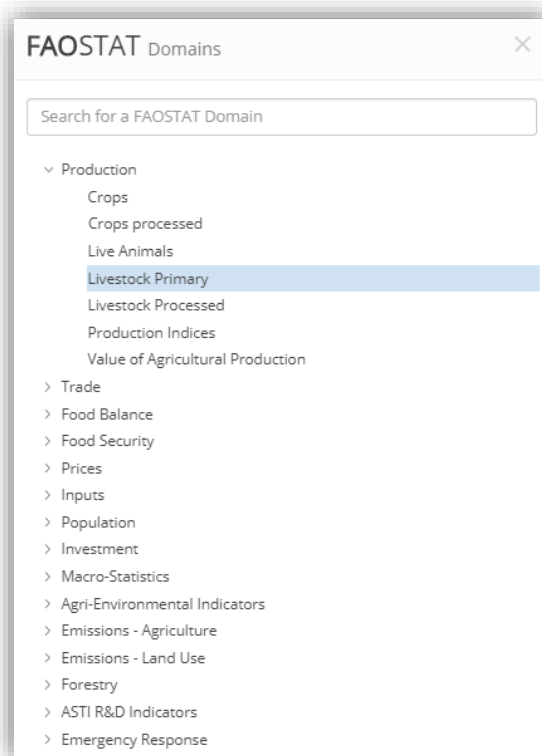 FAOSTAT Domains
Search for a FAOSTAT Domain
Production
Crops
Crops processed
Live Animals
Livestock Primary
Livestock Processed
Production Indices
Value of Agricultural Production
Trade
Food Balance
Food Security
Prices
Inputs
Population
Investment
Macro-Statistics
Agri-Environmental Indicators
Emissions - Agriculture
Emissions - Land Use
Forestry
ASTI R&D Indicators
Emergency Response